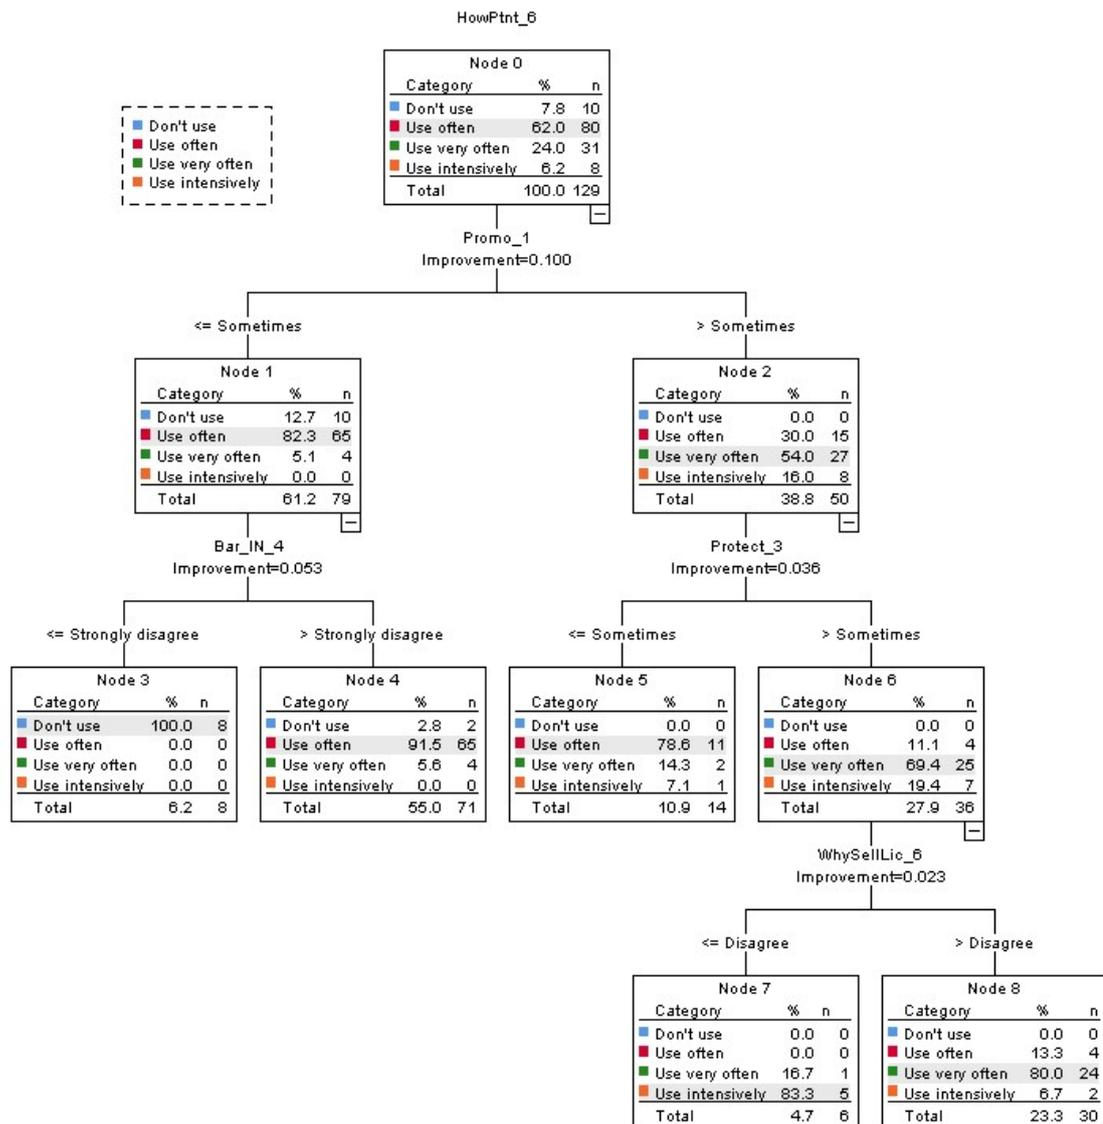 HowPtnt_6
Node 0
Category % n
Don't use 7.8 10
Use often 62.0 80
Use very often 24.0 31
Use intensively 6.2 8
Total 100.0 129
Don't use
Use often
Use very often
Use intensively
Promo_1
Improvement=0.100
<= Sometimes
> Sometimes
Node 1
Category % n
Don't use 12.7 10
Use often 82.3 65
Use very often 5.1 4
Use intensively 0.0 0
Total 61.2 79
Node 2
Category % n
Don't use 0.0 0
Use often 30.0 15
Use very often 54.0 27
Use intensively 16.0 8
Total 38.8 50
Bar_IN_4
Improvement=0.053
Protect_3
Improvement=0.036
<= Strongly disagree
> Strongly disagree
<= Sometimes
> Sometimes
Node 3
Category % n
Don't use 100.0 8
Use often 0.0 0
Use very often 0.0 0
Use intensively 0.0 0
Total 6.2 8
Node 4
Category % n
Don't use 2.8 2
Use often 91.5 65
Use very often 5.6 4
Use intensively 0.0 0
Total 55.0 71
Node 5
Category % n
Don't use 0.0 0
Use often 78.6 11
Use very often 14.3 2
Use intensively 7.1 1
Total 10.9 14
Node 6
Category % n
Don't use 0.0 0
Use often 11.1 4
Use very often 69.4 25
Use intensively 19.4 7
Total 27.9 36
WhySellLic_6
Improvement=0.023
<= Disagree
> Disagree
Node 7
Category % n
Don't use 0.0 0
Use often 0.0 0
Use very often 16.7 1
Use intensively 83.3 5
Total 4.7 6
Node 8
Category % n
Don't use 0.0 0
Use often 13.3 4
Use very often 80.0 24
Use intensively 6.7 2
Total 23.3 30